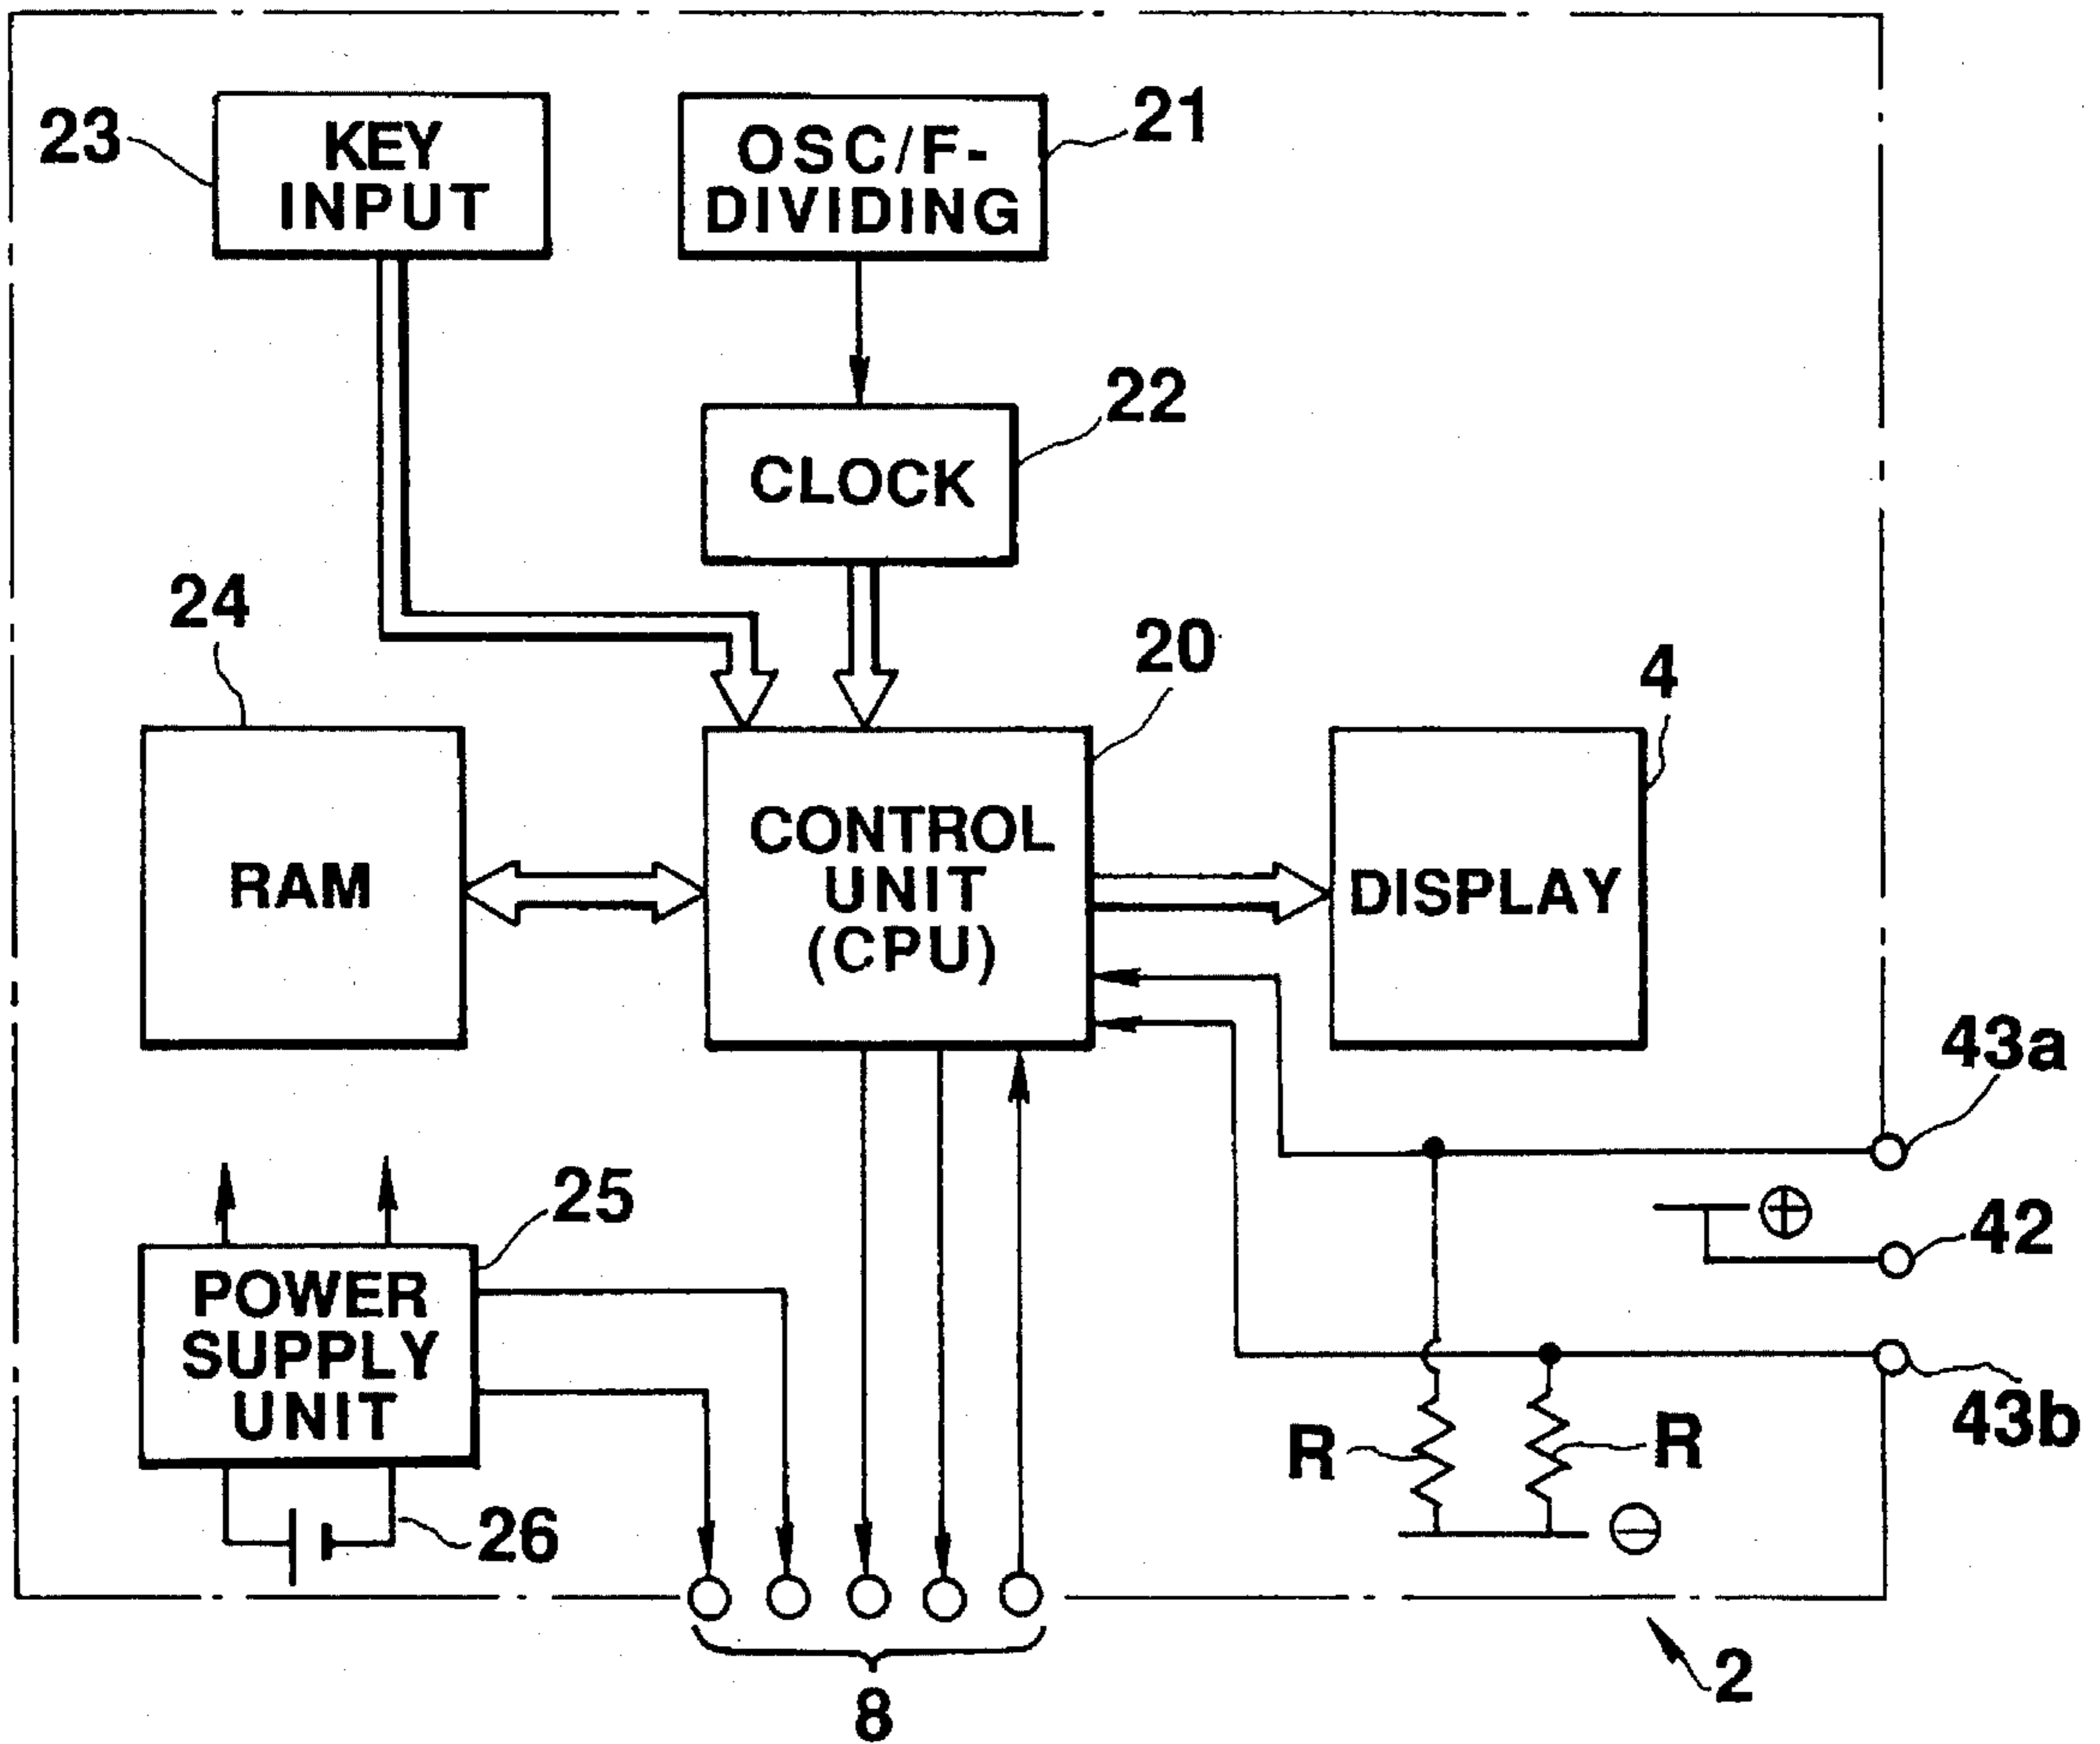 23
KEY
INPUT
OSC/F-
DIVIDING
21
CLOCK
22
24
20
4
RAM
CONTROL
UNIT
(CPU)
DISPLAY
43a
⊕
42
25
POWER
SUPPLY
UNIT
43b
R
R
26
⊖
8
2